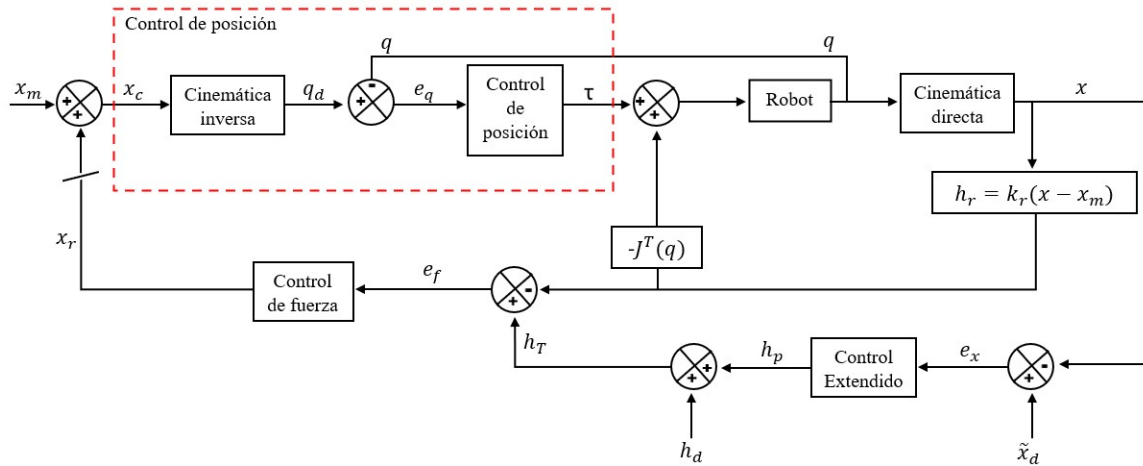 Control de posición
q
q
x_m
x_c
Cinemática
inversa
q_d
e_q
Control
de
posición
τ
Robot
Cinemática
directa
x
h_r = k_r(x − x_m)
-J^T(q)
x_r
Control
de fuerza
e_f
h_T
h_p
Control
Extendido
e_x
h_d
x̃_d